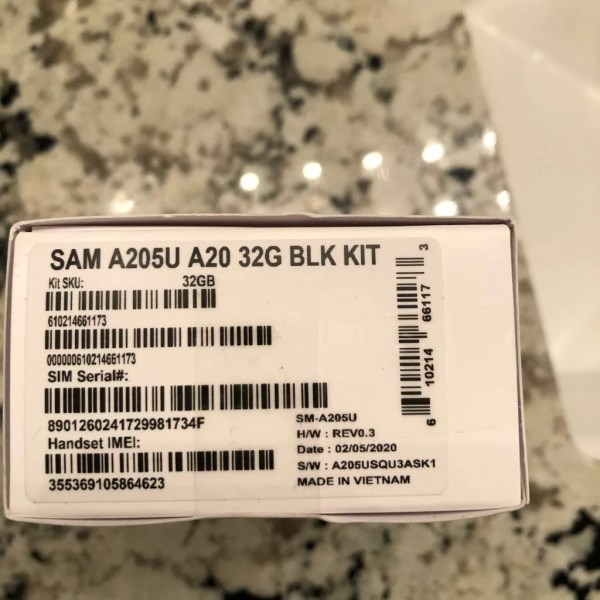 SAM A205U A20 32G BLK KIT
Kit SKU: 32GB
610214661173
000000610214661173
SIM Serial#:
8901260241729981734F
Handset IMEI:
355369105864623
SM-A205U
H/W : REV0.3
Date : 02/05/2020
S/W : A205USQU3ASK1
MADE IN VIETNAM
6 10214 66117 3